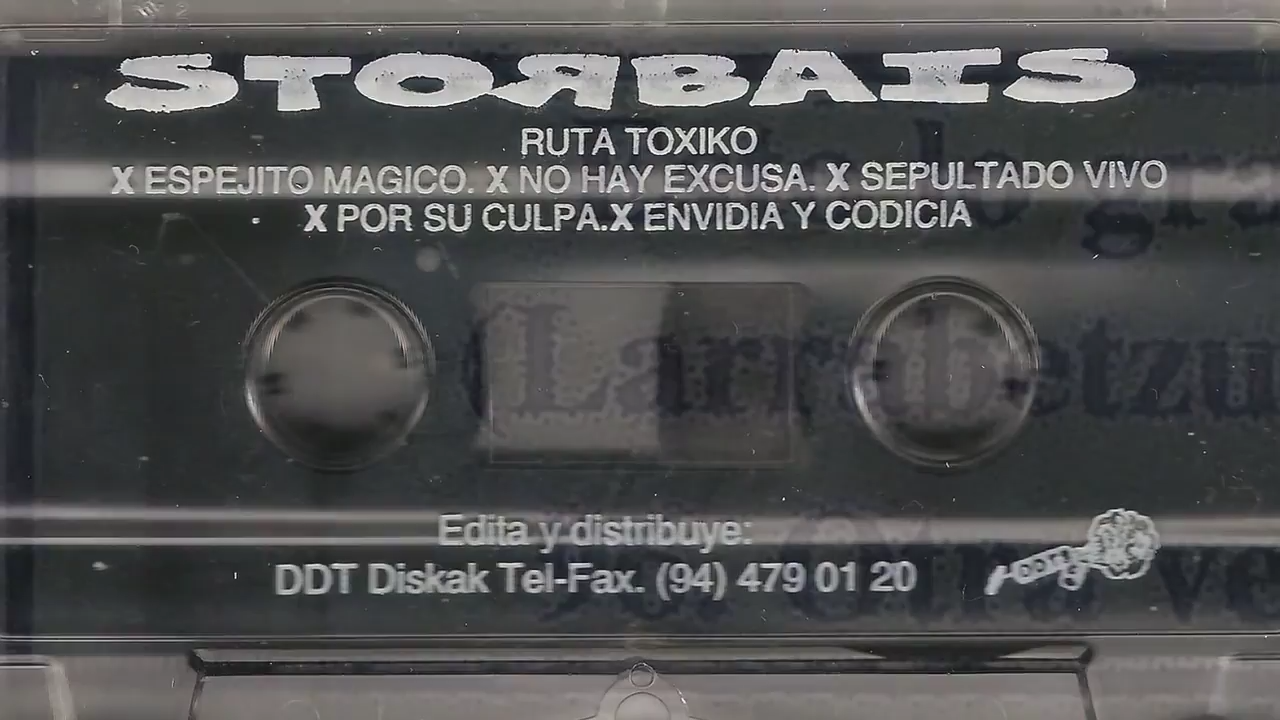 STORBAIS
RUTA TOXIKO
X ESPEJITO MAGICO. X NO HAY EXCUSA. X SEPULTADO VIVO
X POR SU CULPA.X ENVIDIA Y CODICIA
(Larrabetzu
Edita y distribuye:
DDT Diskak Tel-Fax. (94) 479 01 20